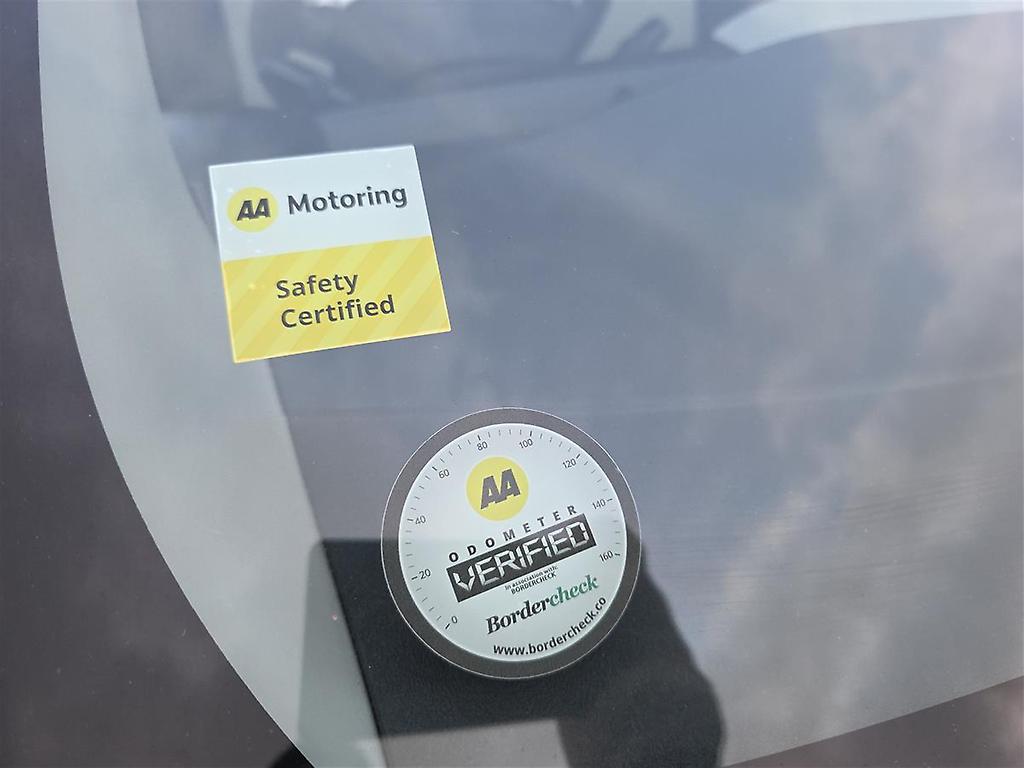 AA Motoring
Safety
Certified
0 20 40 60 80 100 120 140 160
AA
ODOMETER
VERIFIED
In association with:
BORDERCHECK
Bordercheck
www.bordercheck.co